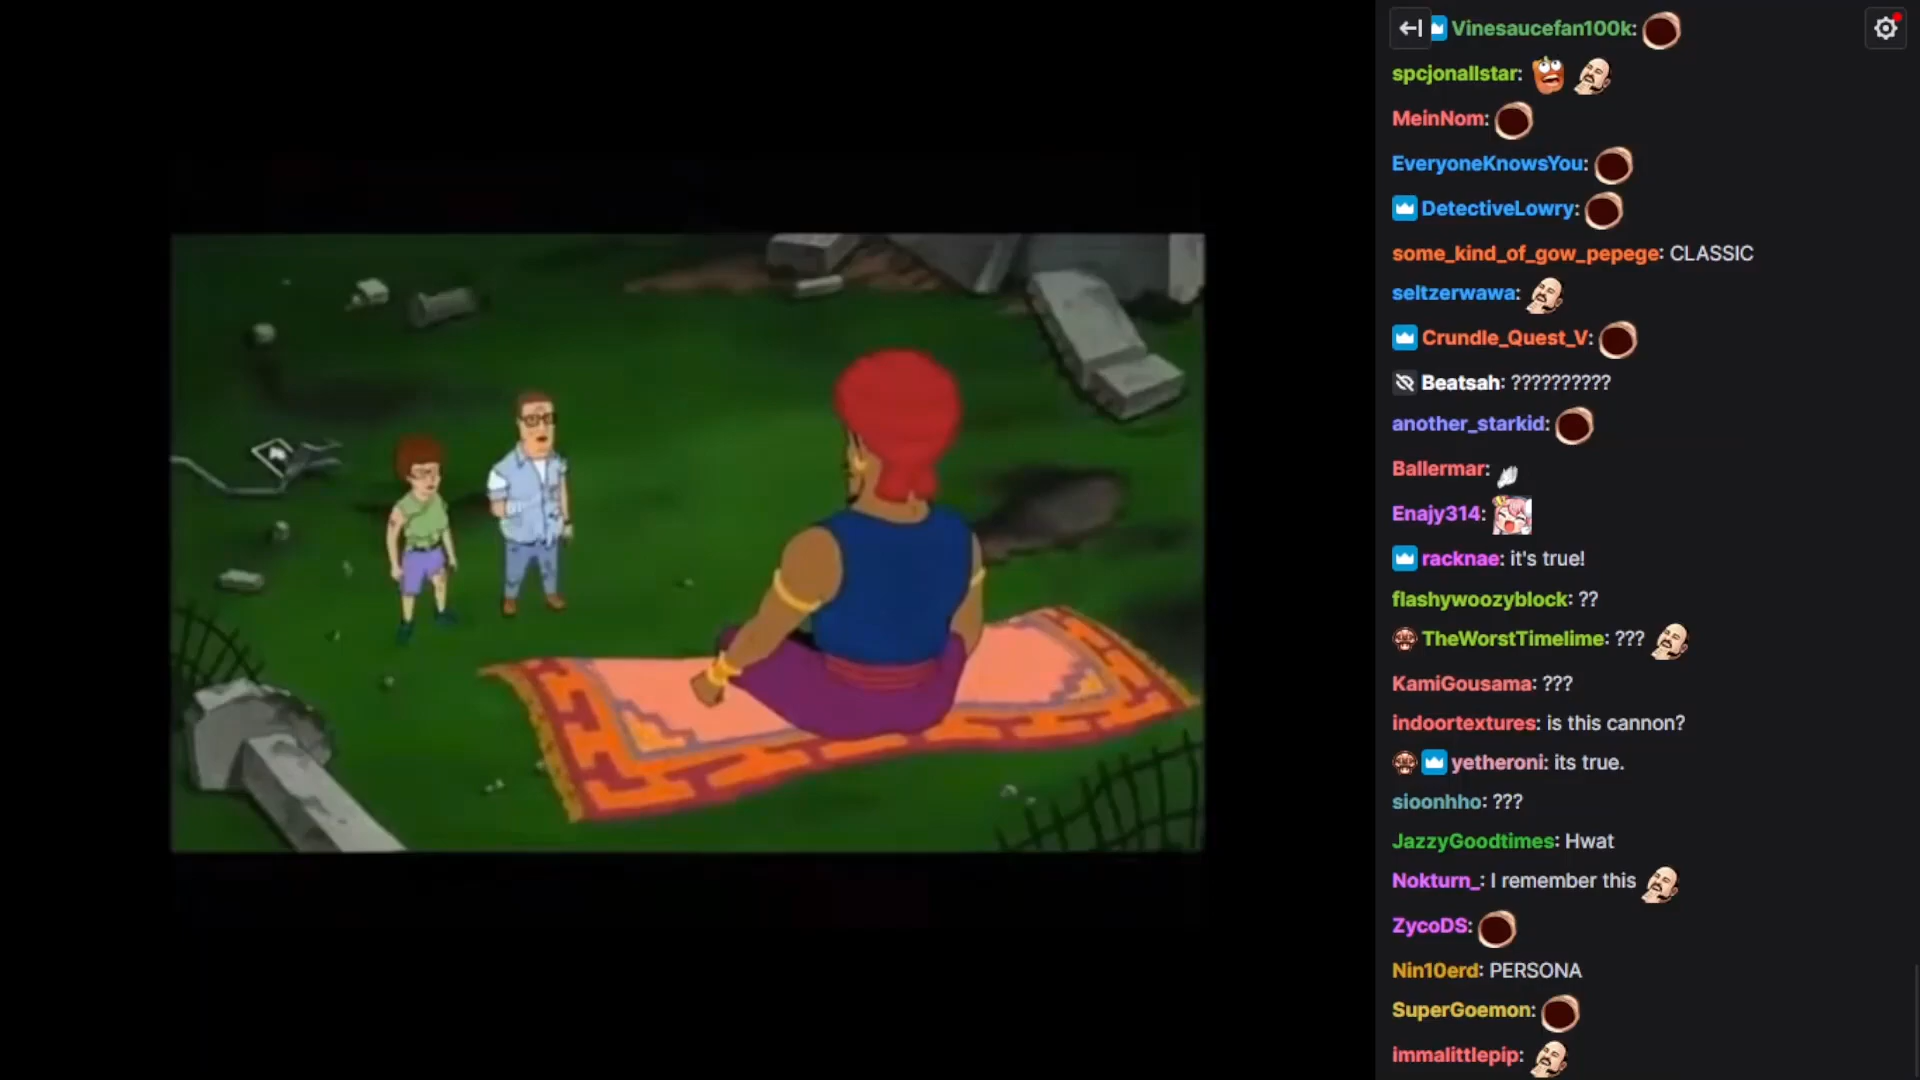 Vinesaucefan100k:
spcjonallstar:
MeinNom:
EveryoneKnowsYou:
DetectiveLowry:
some_kind_of_gow_pepege: CLASSIC
seltzerwawa:
Crundle_Quest_V:
Beatsah: ??????????
another_starkid:
Ballermar:
Enajy314:
racknae: it's true!
flashywoozyblock: ??
TheWorstTimelime: ???
KamiGousama: ???
indoortextures: is this cannon?
yetheroni: its true.
sioonhho: ???
JazzyGoodtimes: Hwat
Nokturn_: I remember this
ZycoDS:
Nin10erd: PERSONA
SuperGoemon:
immalittlepip: